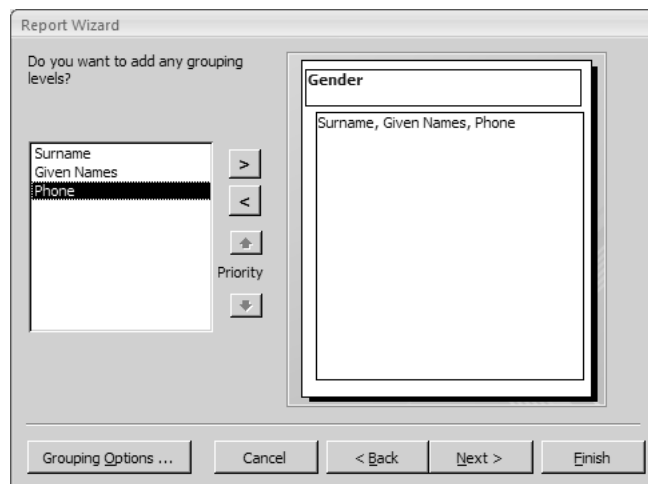 Report Wizard
Do you want to add any grouping
levels?
Surname
Given Names
Phone
>
<
Priority
Gender
Surname, Given Names, Phone
Grouping Options ...
Cancel
< Back
Next >
Finish